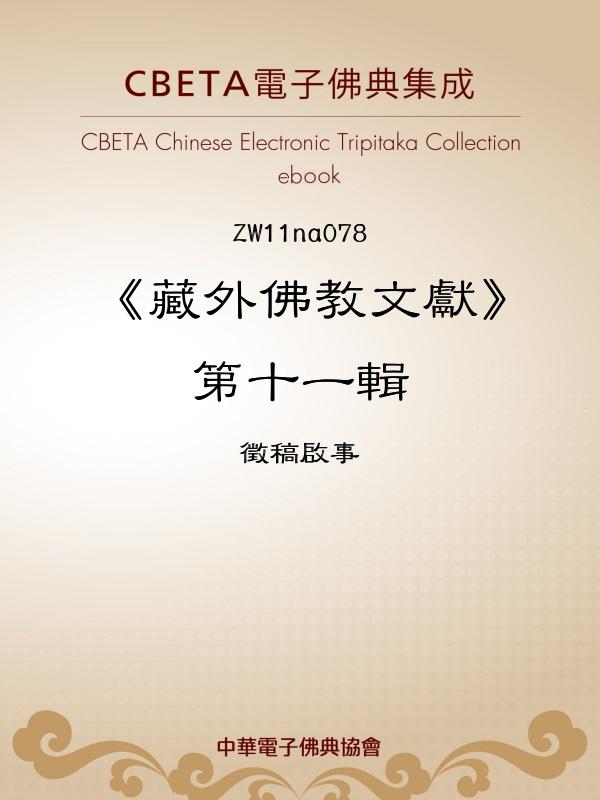 CBETA電子佛典集成
CBETA Chinese Electronic Tripitaka Collection
ebook
ZW11na078
《藏外佛教文獻》
第十一輯
徵稿啟事
中華電子佛典協會